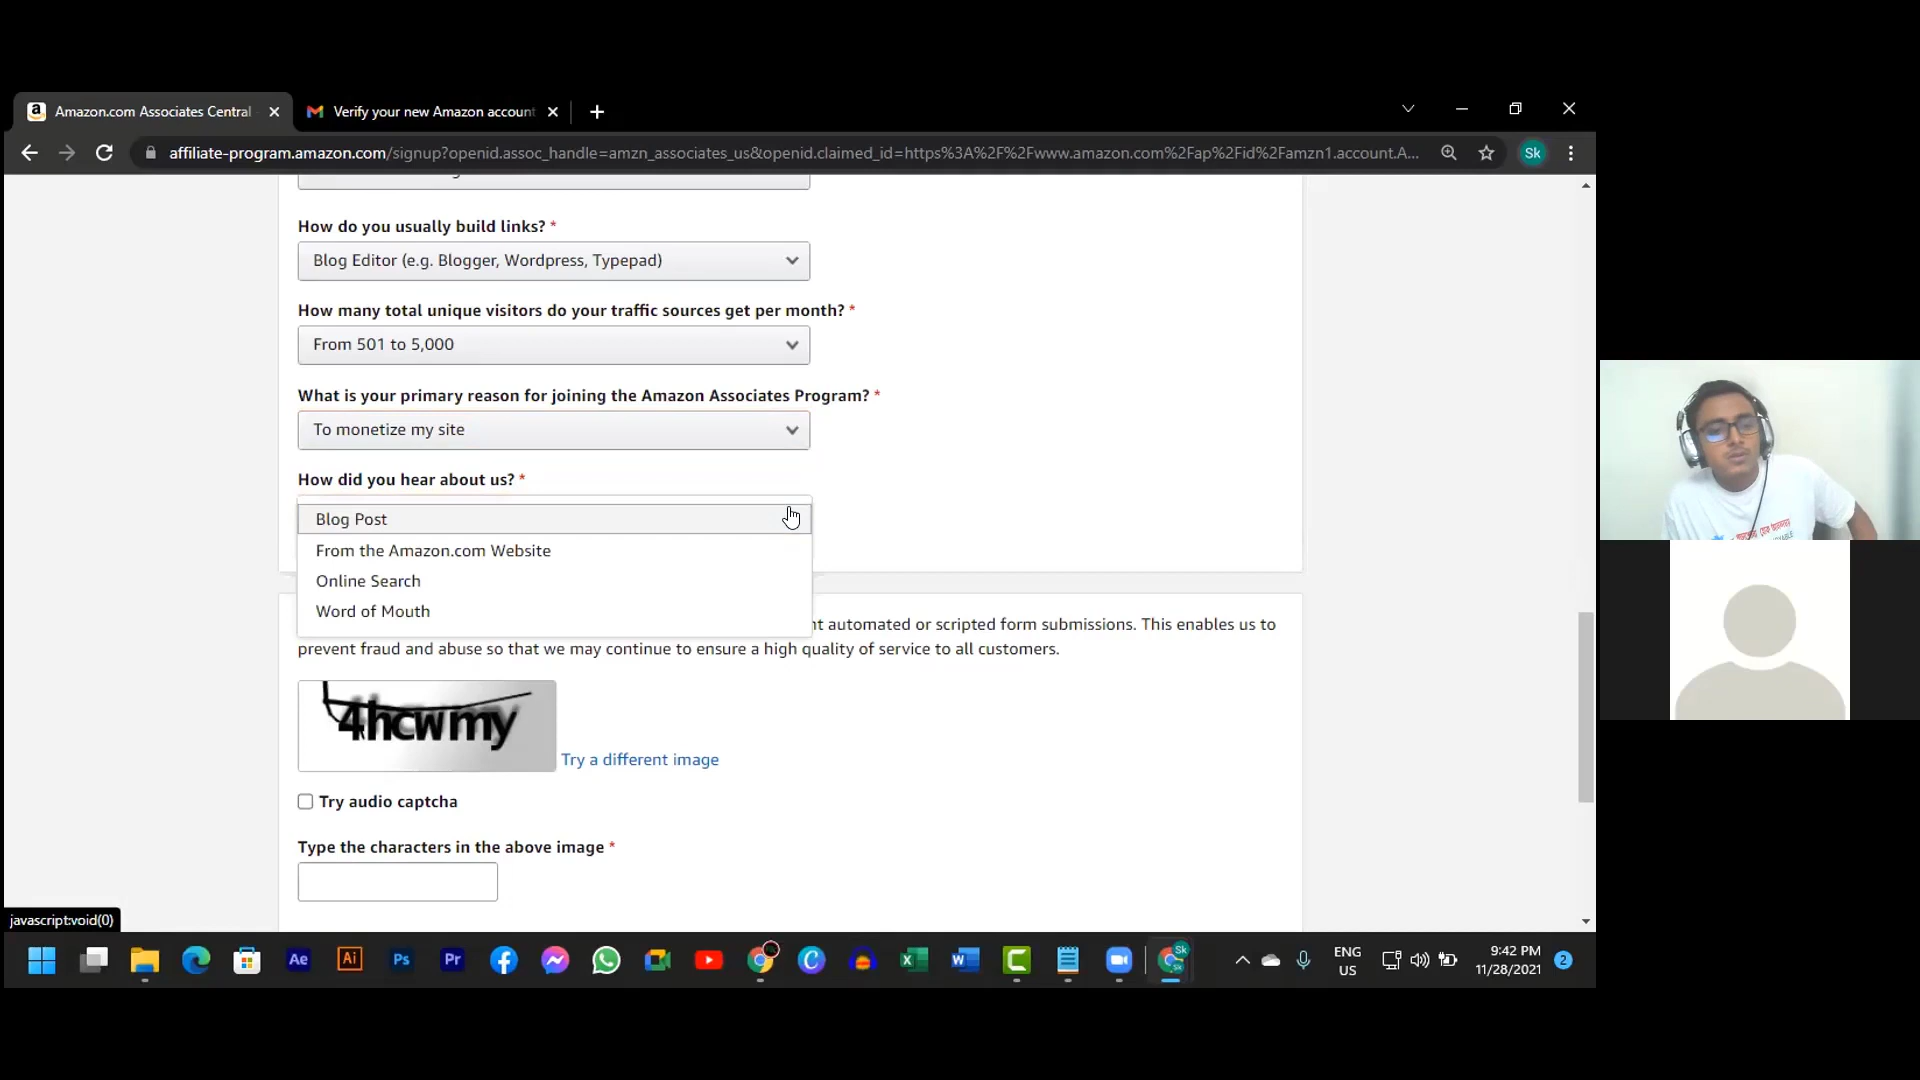 Amazon.com Associates Central
Verify your new Amazon account
affiliate-program.amazon.com/signup?openid.assoc_handle=amzn_associates_us&openid.claimed_id=https%3A%2F%2Fwww.amazon.com%2Fap%2Fid%2Famzn1.account.A...
Sk
How do you usually build links? *
Blog Editor (e.g. Blogger, Wordpress, Typepad)
How many total unique visitors do your traffic sources get per month? *
From 501 to 5,000
What is your primary reason for joining the Amazon Associates Program? *
To monetize my site
How did you hear about us? *
Blog Post
From the Amazon.com Website
Online Search
Word of Mouth
automated or scripted form submissions. This enables us to
prevent fraud and abuse so that we may continue to ensure a high quality of service to all customers.
4hcwmy
Try a different image
Try audio captcha
Type the characters in the above image *
javascript:void(0)
Ae
Ai
Ps
Pr
ENG
US
9:42 PM
11/28/2021
2